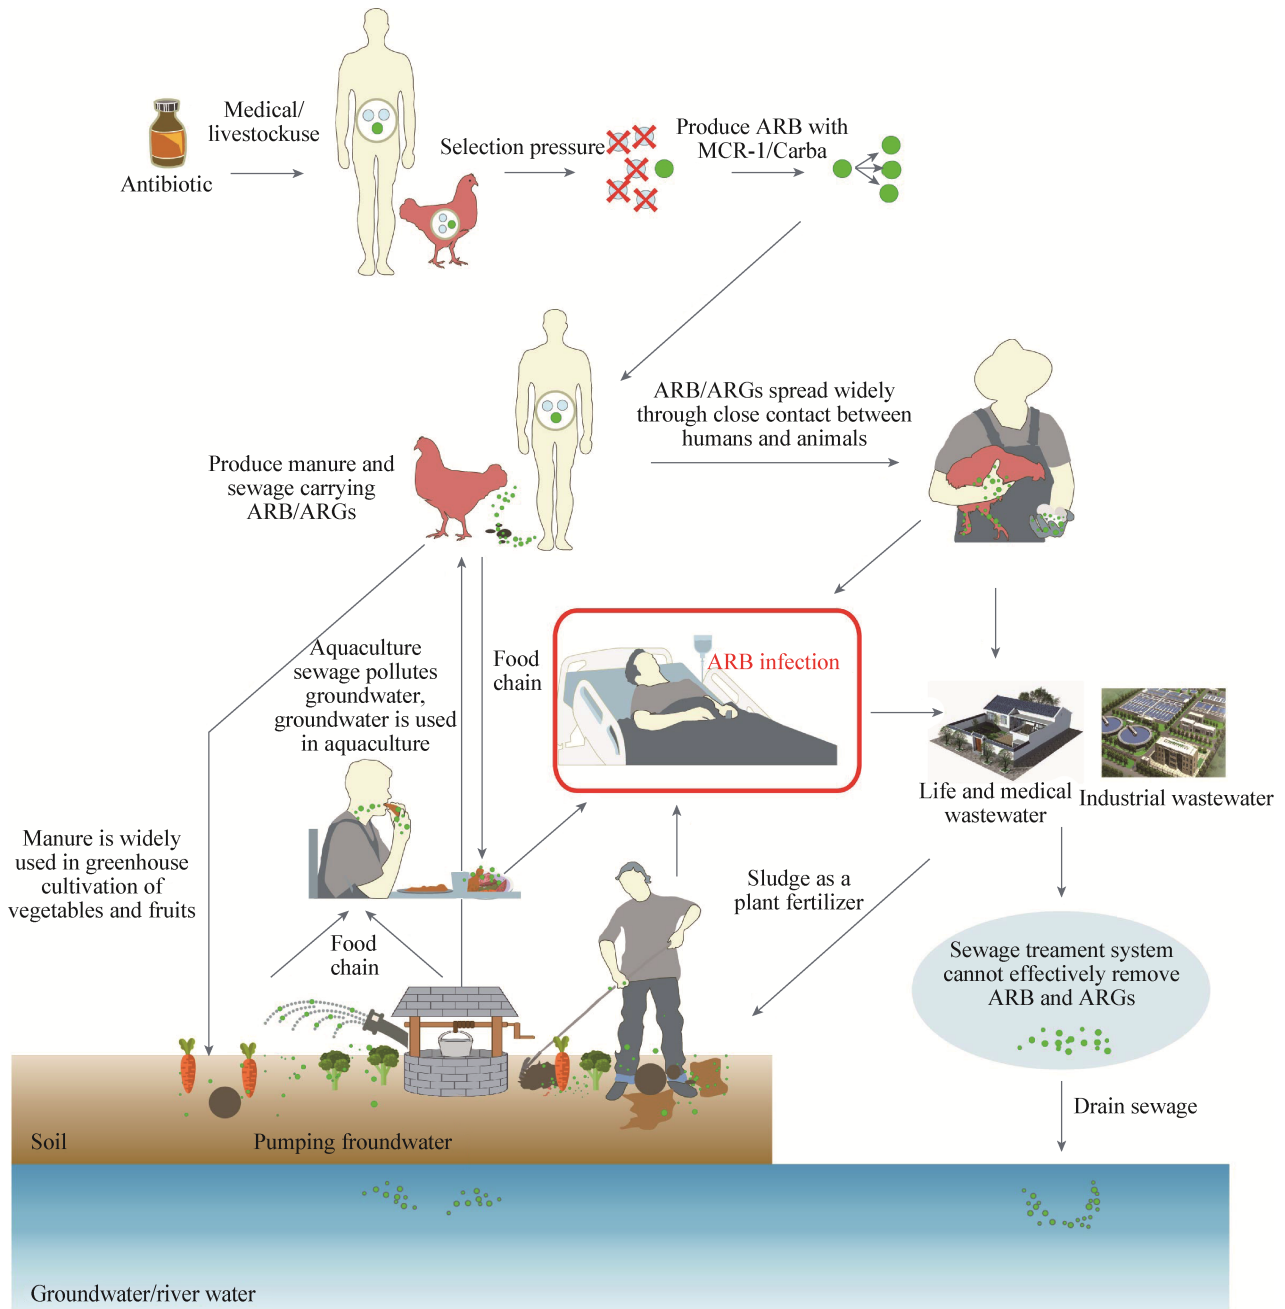 Medical/
livestockuse
Antibiotic
Selection pressure
Produce ARB with
MCR-1/Carba
ARB/ARGs spread widely
through close contact between
humans and animals
Produce manure and
sewage carrying
ARB/ARGs
Aquaculture
sewage pollutes
groundwater,
groundwater is used
in aquaculture
Food
chain
ARB infection
Life and medical
wastewater
Industrial wastewater
Manure is widely
used in greenhouse
cultivation of
vegetables and fruits
Food
chain
Sludge as a
plant fertilizer
Sewage treament system
cannot effectively remove
ARB and ARGs
Drain sewage
Soil
Pumping froundwater
Groundwater/river water